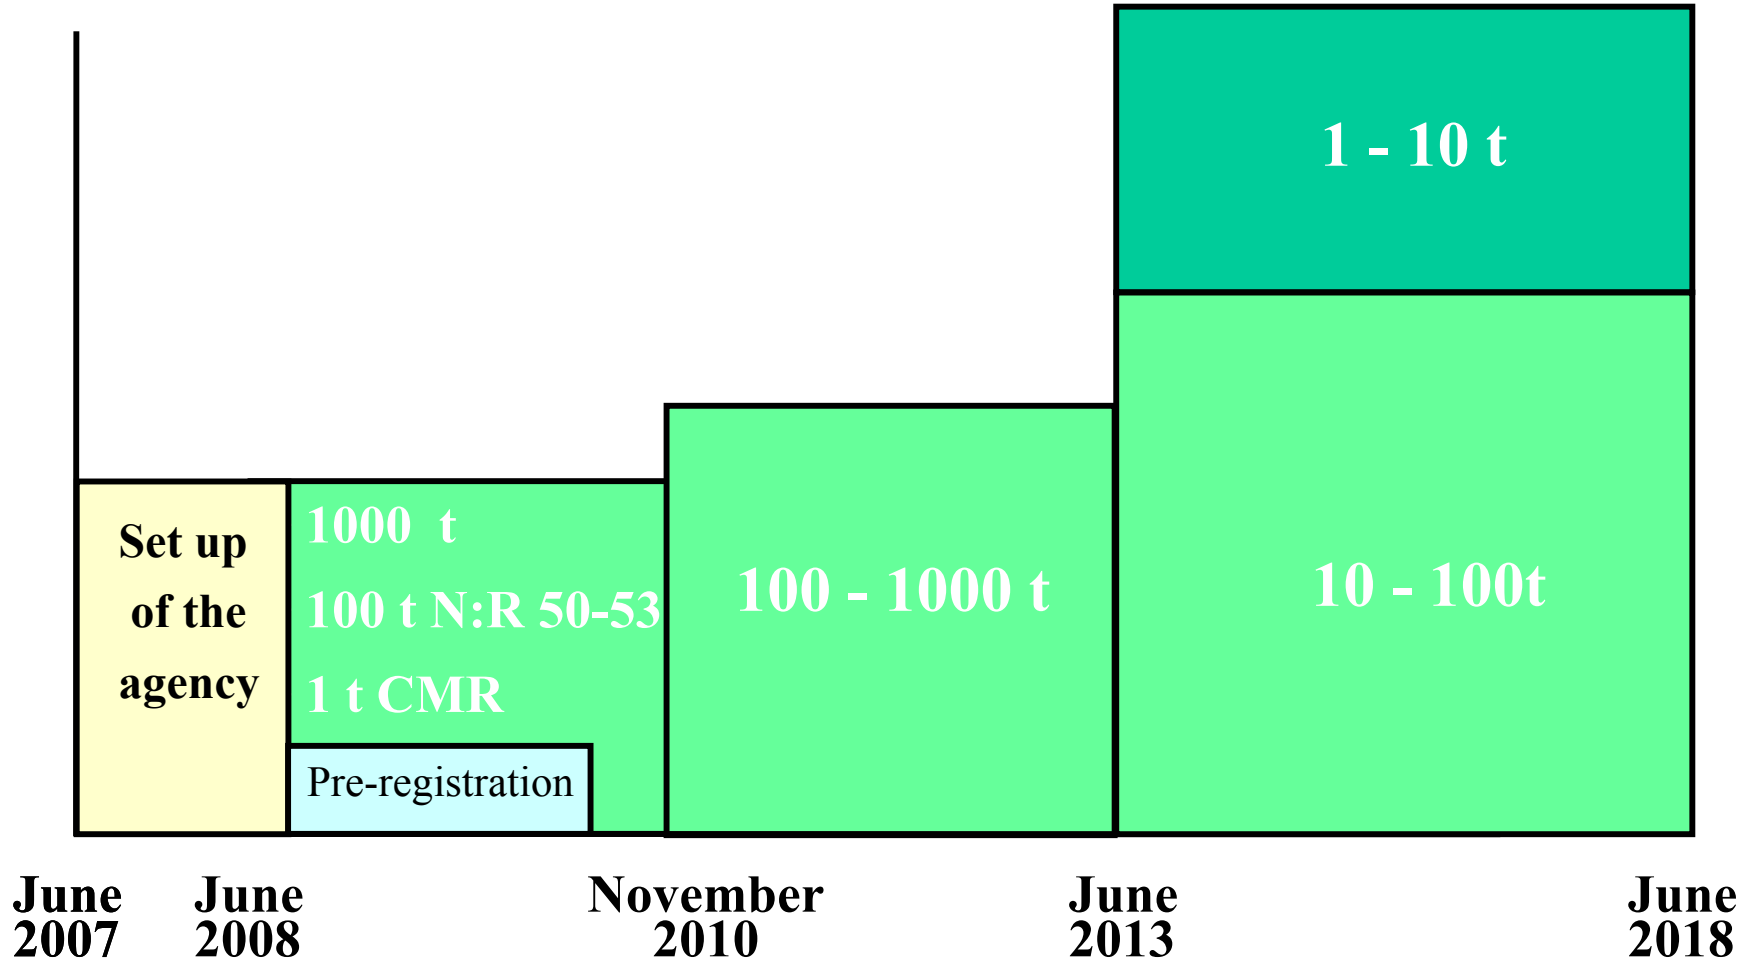 1 - 10 t
Set up
of the
agency
1000  t
100 t N:R 50-53
1 t CMR
Pre-registration
100 - 1000 t
10 - 100t
June
2007
June
2008
November
2010
June
2013
June
2018